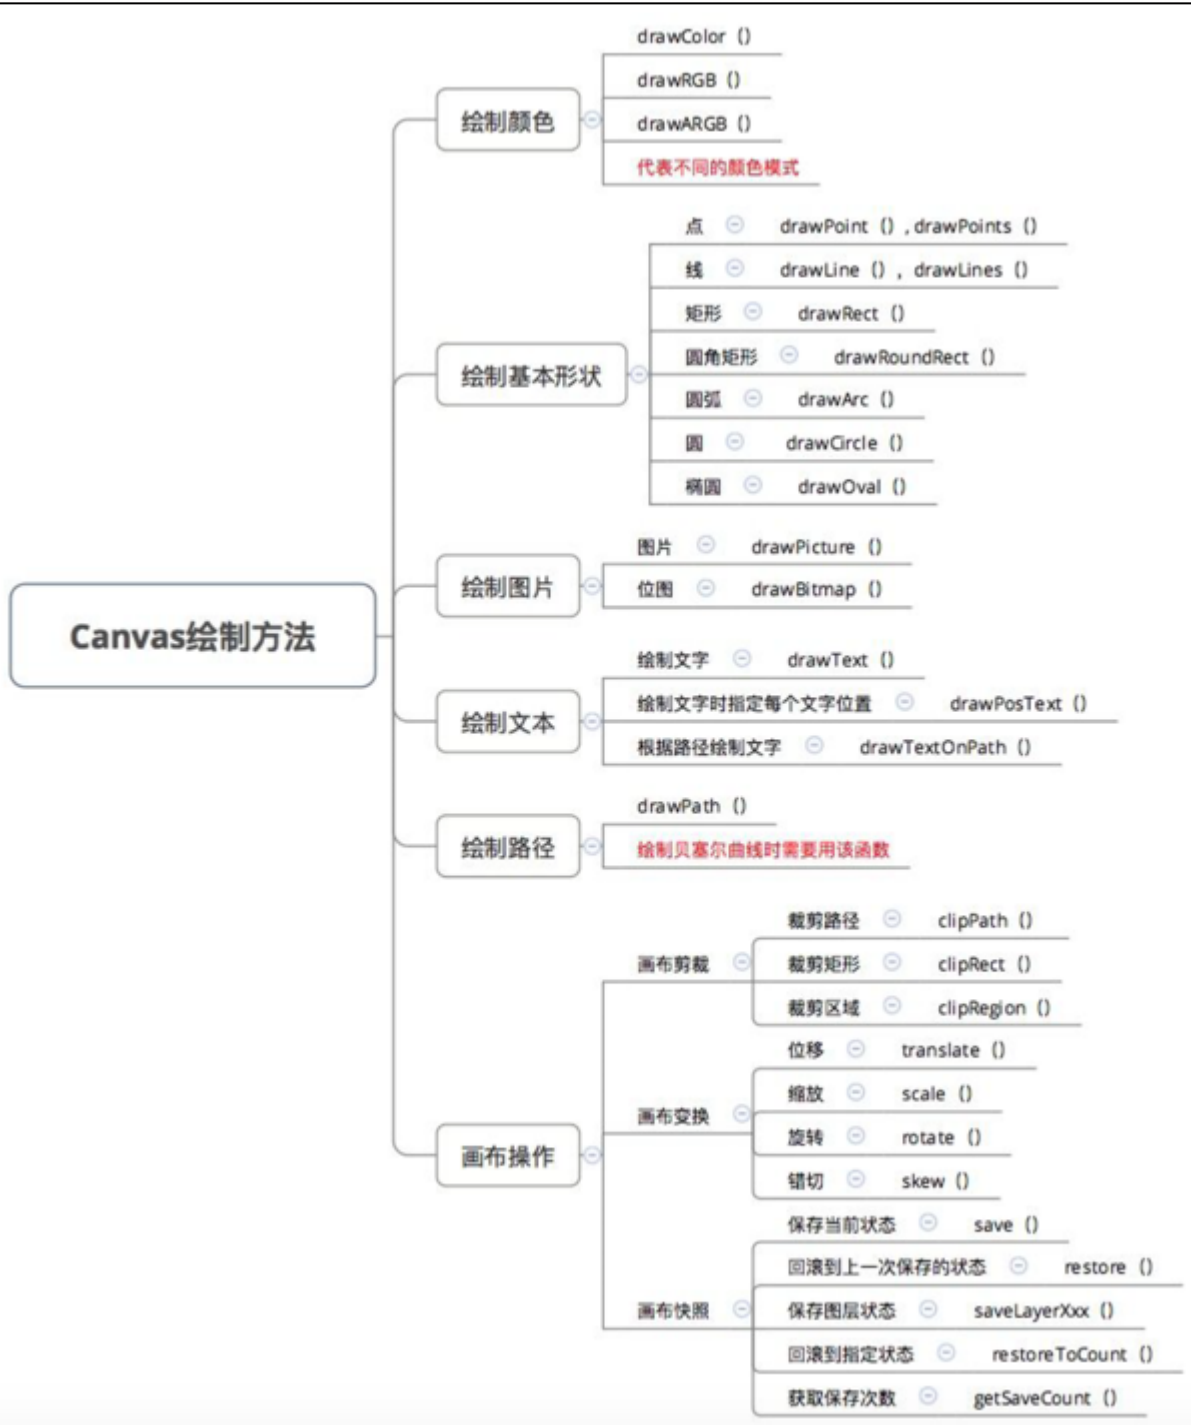 drawColor ()
drawRGB ()
绘制颜色
drawARGB ()
代表不同的颜色模式
点 drawPoint () ,drawPoints ()
线 drawLine () , drawLines ()
矩形 drawRect ()
圆角矩形 drawRoundRect ()
绘制基本形状
圆弧 drawArc ()
圆 drawCircle ()
椭圆 drawOval ()
图片 drawPicture ()
绘制图片
位图 drawBitmap ()
Canvas绘制方法
绘制文字 drawText ()
绘制文字时指定每个文字位置 drawPosText ()
绘制文本
根据路径绘制文字 drawTextOnPath ()
drawPath ()
绘制路径
绘制贝塞尔曲线时需要用该函数
画布操作
画布剪裁
裁剪路径 clipPath ()
裁剪矩形 clipRect ()
裁剪区域 clipRegion ()
画布变换
位移 translate ()
缩放 scale ()
旋转 rotate ()
错切 skew ()
画布快照
保存当前状态 save ()
回滚到上一次保存的状态 restore ()
保存图层状态 saveLayerXxx ()
回滚到指定状态 restoreToCount ()
获取保存次数 getSaveCount ()